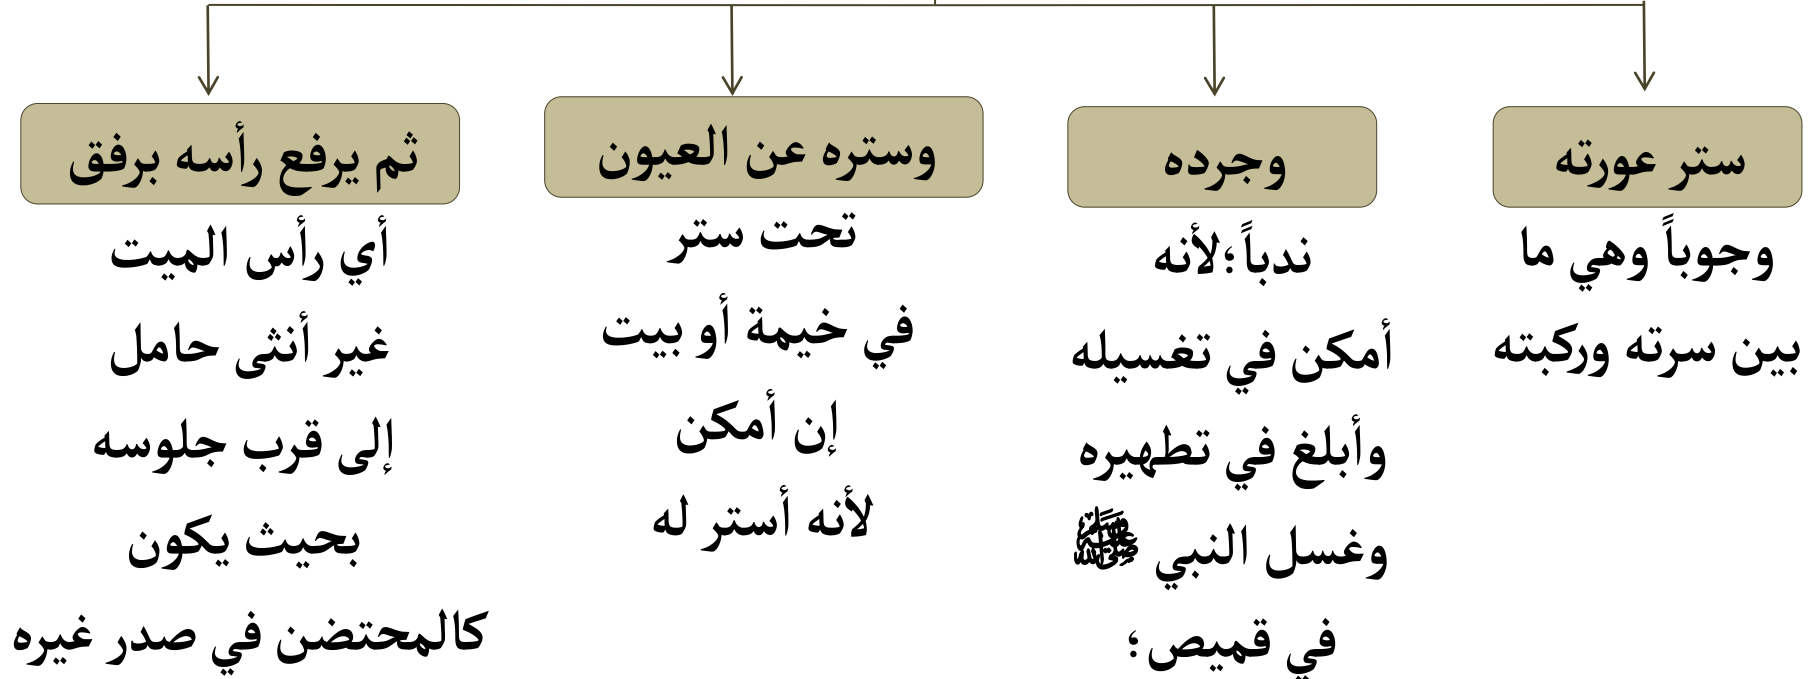 ستر عورته
وجوباً وهي ما
بين سرته وركبته
وجرده
ندباً؛لأنه
أمكن في تغسيله
وأبلغ في تطهيره
وغسل النبي ﷺ
في قميص؛
وستره عن العيون
تحت ستر
في خيمة أو بيت
إن أمكن
لأنه أستر له
ثم يرفع رأسه برفق
أي رأس الميت
غير أنثى حامل
إلى قرب جلوسه
بحيث يكون
كالمحتضن في صدر غيره